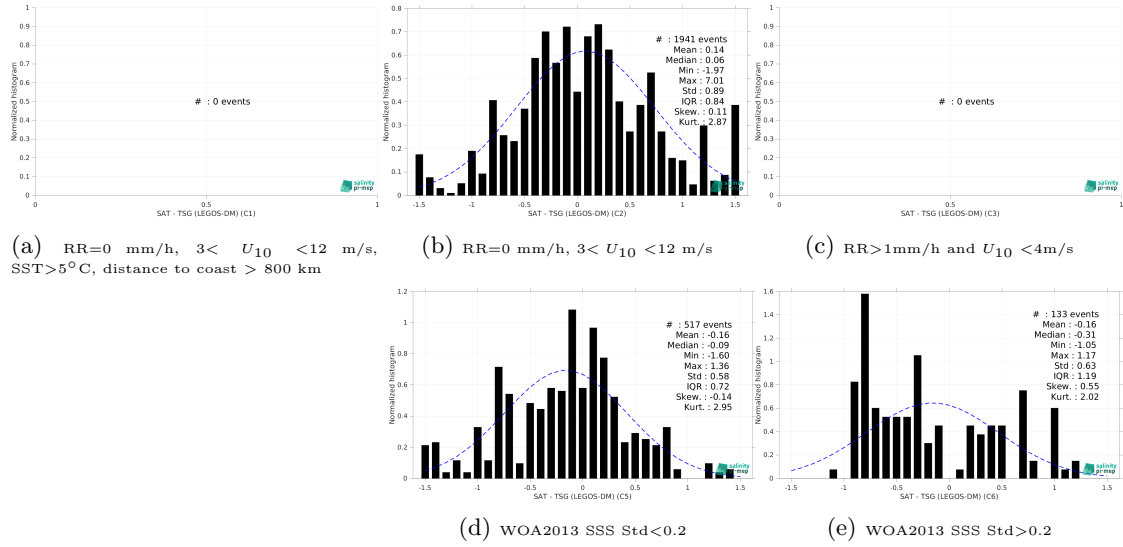 1
0.9
0.8
0.7
0.6
0.5
0.4
0.3
0.2
0.1
0
Normalized histogram
# : 0 events
salinity
pi-mep
0 0.5 1
SAT - TSG (LEGOS-DM) (C1)
0.8
0.7
0.6
0.5
0.4
0.3
0.2
0.1
0
Normalized histogram
# : 1941 events
Mean : 0.14
Median : 0.06
Min : -1.97
Max : 7.01
Std : 0.89
IQR : 0.84
Skew. : 0.11
Kurt. : 2.87
salinity
pi-mep
-1.5 -1 -0.5 0 0.5 1 1.5
SAT - TSG (LEGOS-DM) (C2)
1
0.9
0.8
0.7
0.6
0.5
0.4
0.3
0.2
0.1
0
Normalized histogram
# : 0 events
salinity
pi-mep
0 0.5 1
SAT - TSG (LEGOS-DM) (C3)
(a) RR=0 mm/h, 3< U10 <12 m/s,
SST>5°C, distance to coast > 800 km
(b) RR=0 mm/h, 3< U10 <12 m/s
(c) RR>1mm/h and U10 <4m/s
1.2
1
0.8
0.6
0.4
0.2
0
Normalized histogram
# : 517 events
Mean : -0.16
Median : -0.09
Min : -1.60
Max : 1.36
Std : 0.58
IQR : 0.72
Skew. : -0.14
Kurt. : 2.95
salinity
pi-mep
-1.5 -1 -0.5 0 0.5 1 1.5
SAT - TSG (LEGOS-DM) (C5)
1.6
1.4
1.2
1
0.8
0.6
0.4
0.2
0
Normalized histogram
# : 133 events
Mean : -0.16
Median : -0.31
Min : -1.05
Max : 1.17
Std : 0.63
IQR : 1.19
Skew. : 0.55
Kurt. : 2.02
salinity
pi-mep
-1.5 -1 -0.5 0 0.5 1 1.5
SAT - TSG (LEGOS-DM) (C6)
(d) WOA2013 SSS Std<0.2
(e) WOA2013 SSS Std>0.2